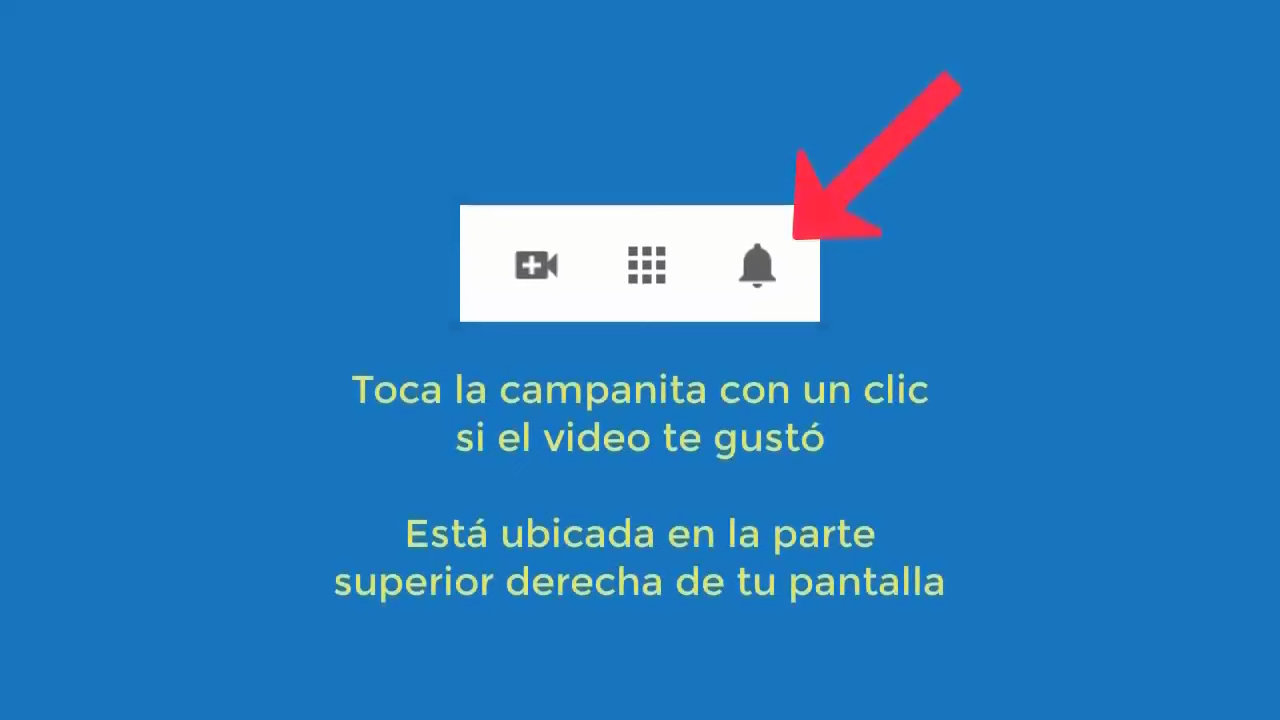 Toca la campanita con un clic
si el video te gustó
Está ubicada en la parte
superior derecha de tu pantalla